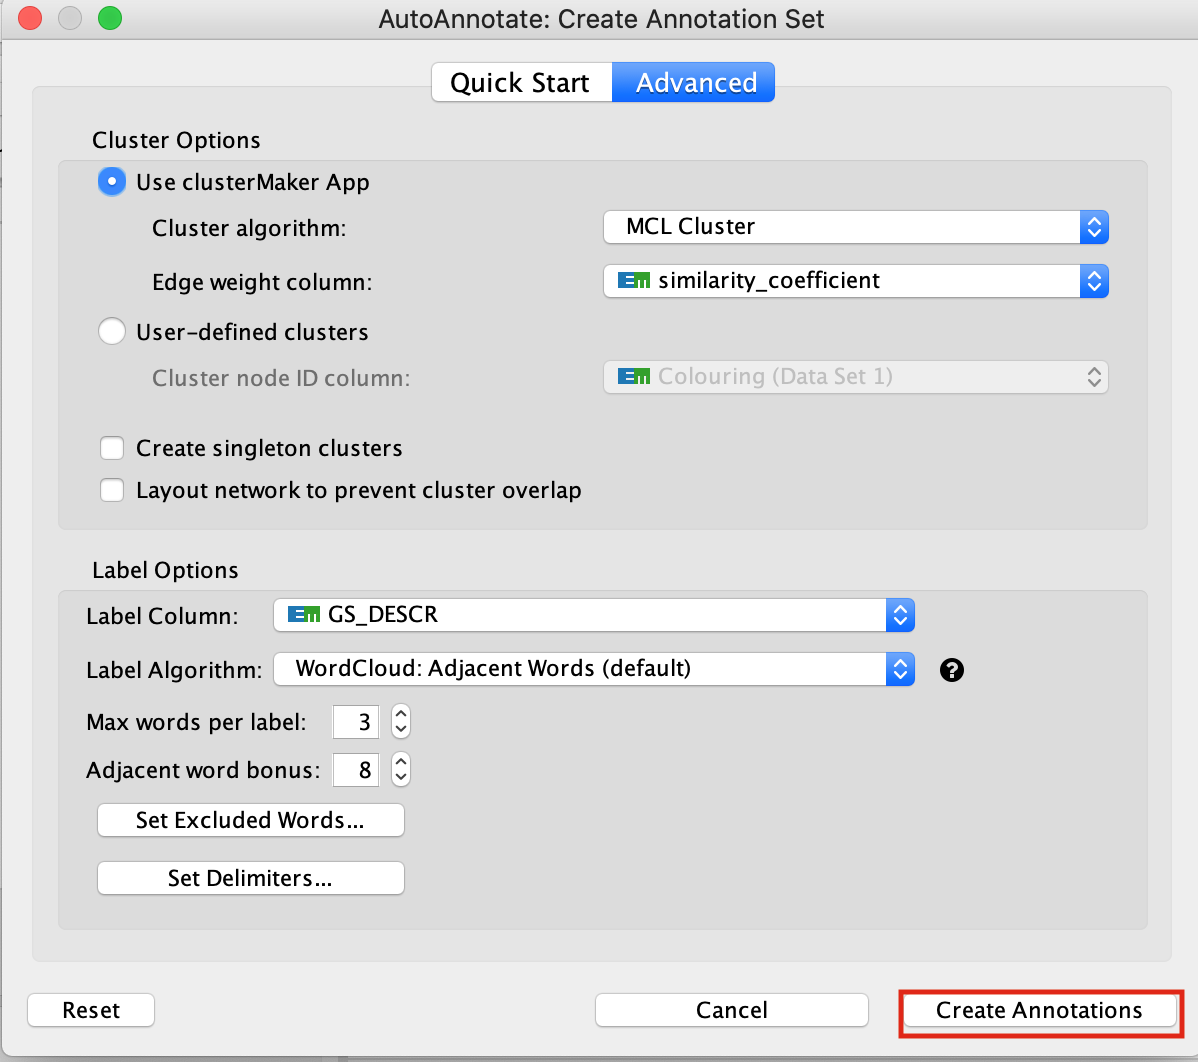 AutoAnnotate: Create Annotation Set
Quick Start Advanced
Cluster Options
Use clusterMaker App
Cluster algorithm: MCL Cluster
Edge weight column: Em similarity_coefficient
User-defined clusters
Cluster node ID column: Em Colouring (Data Set 1)
Create singleton clusters
Layout network to prevent cluster overlap
Label Options
Label Column: Em GS_DESCR
Label Algorithm: WordCloud: Adjacent Words (default) ?
Max words per label: 3
Adjacent word bonus: 8
Set Excluded Words...
Set Delimiters...
Reset Cancel Create Annotations